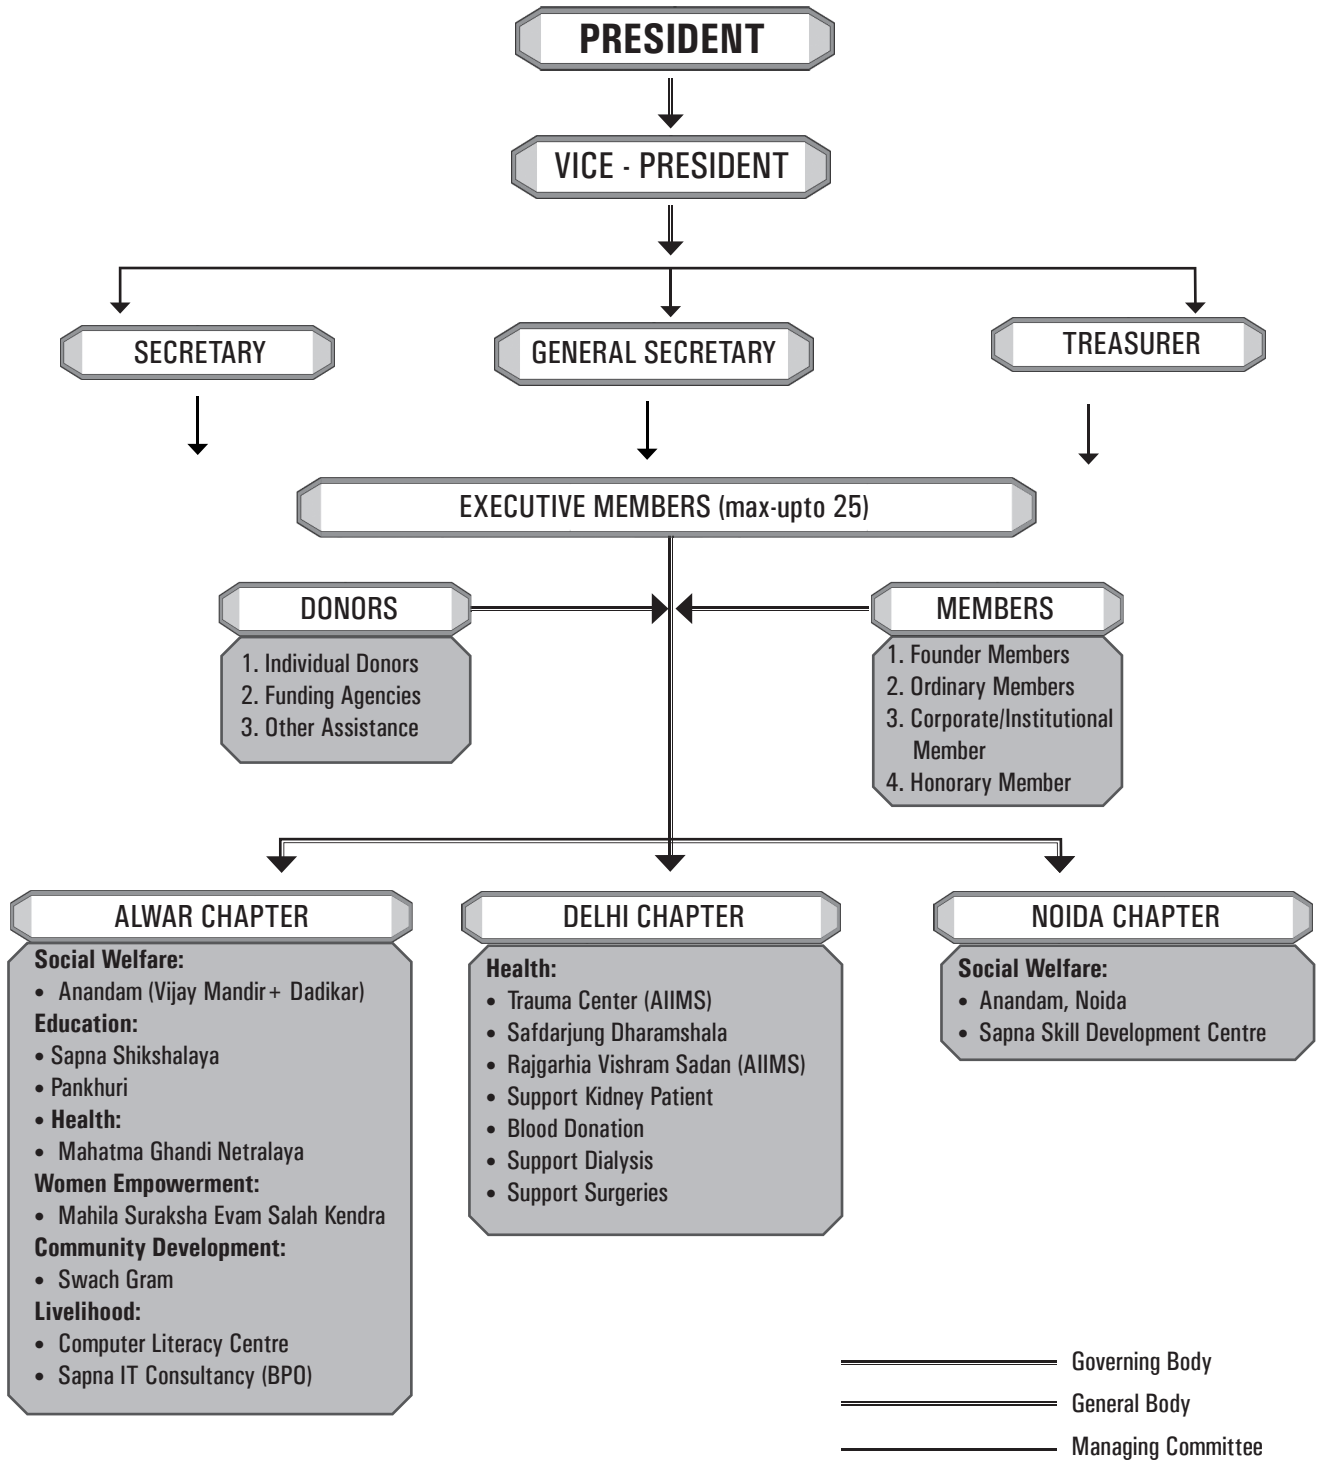 PRESIDENT
VICE - PRESIDENT
SECRETARY
GENERAL SECRETARY
TREASURER
EXECUTIVE MEMBERS (max-upto 25)
DONORS
1. Individual Donors
2. Funding Agencies
3. Other Assistance
MEMBERS
1. Founder Members
2. Ordinary Members
3. Corporate/Institutional
Member
4. Honorary Member
ALWAR CHAPTER
Social Welfare:
• Anandam (Vijay Mandir+ Dadikar)
Education:
• Sapna Shikshalaya
• Pankhuri
• Health:
• Mahatma Ghandi Netralaya
Women Empowerment:
• Mahila Suraksha Evam Salah Kendra
Community Development:
• Swach Gram
Livelihood:
• Computer Literacy Centre
• Sapna IT Consultancy (BPO)
DELHI CHAPTER
Health:
• Trauma Center (AIIMS)
• Safdarjung Dharamshala
• Rajgarhia Vishram Sadan (AIIMS)
• Support Kidney Patient
• Blood Donation
• Support Dialysis
• Support Surgeries
NOIDA CHAPTER
Social Welfare:
• Anandam, Noida
• Sapna Skill Development Centre
Governing Body
General Body
Managing Committee